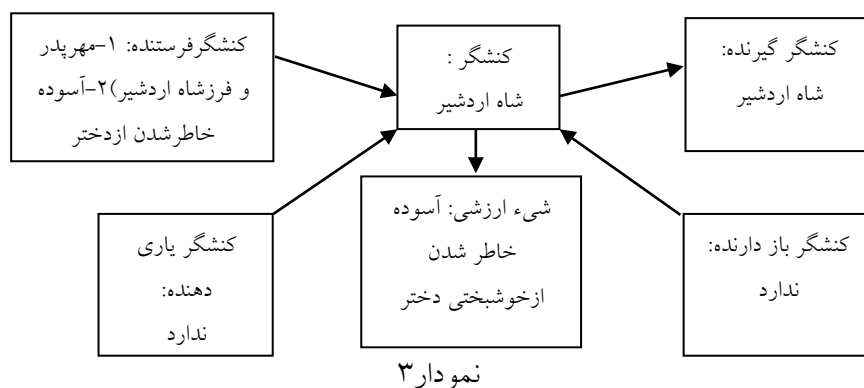 کنشگرفرستنده: ۱-مهرپدر
و فرزشاه اردشیر)۲-آسوده
خاطرشدن ازدختر
کنشگر :
شاه اردشیر
کنشگر گیرنده:
شاه اردشیر
کنشگر یاری
دهنده:
ندارد
شیء ارزشی: آسوده
خاطر شدن
ازخوشبختی دختر
کنشگر باز دارنده:
ندارد
نمودار۳